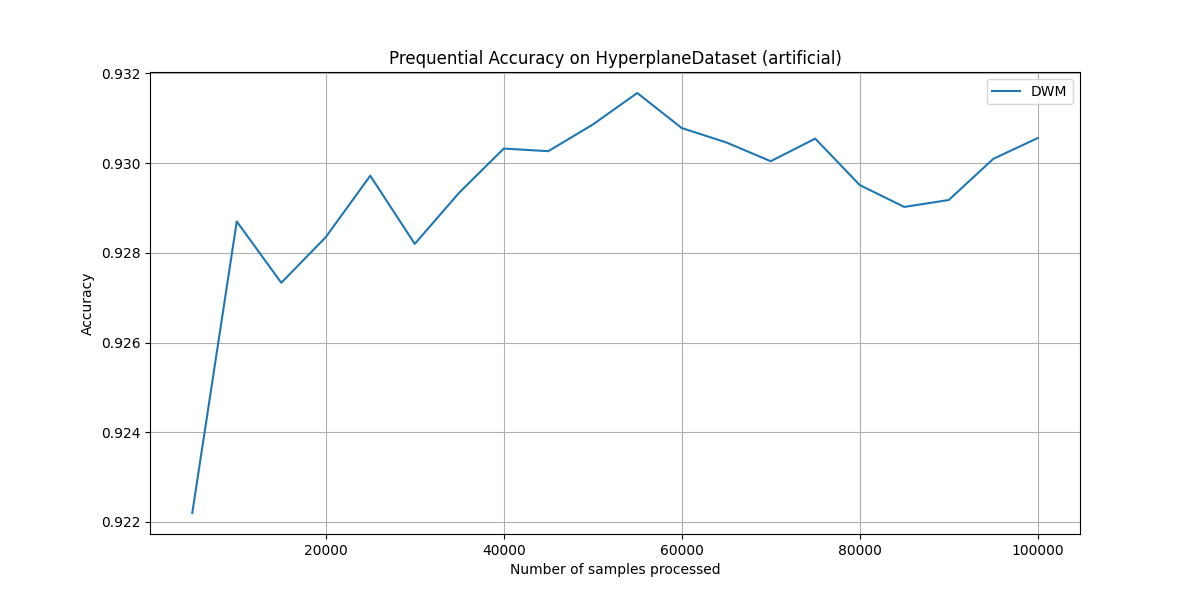 Prequential Accuracy on HyperplaneDataset (artificial)
DWM
0.932
0.930
0.928
0.926
0.924
0.922
Accuracy
20000 40000 60000 80000 100000
Number of samples processed